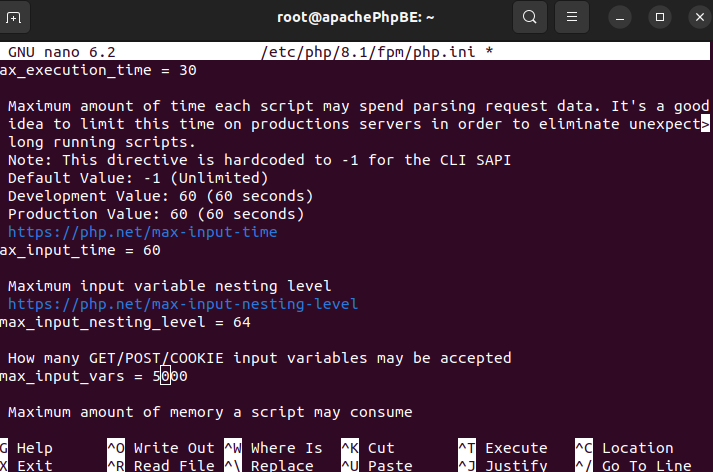 root@apachePhpBE: ~
GNU nano 6.2 /etc/php/8.1/fpm/php.ini *
ax_execution_time = 30
Maximum amount of time each script may spend parsing request data. It's a good
idea to limit this time on productions servers in order to eliminate unexpect>
long running scripts.
Note: This directive is hardcoded to -1 for the CLI SAPI
Default Value: -1 (Unlimited)
Development Value: 60 (60 seconds)
Production Value: 60 (60 seconds)
https://php.net/max-input-time
ax_input_time = 60
Maximum input variable nesting level
https://php.net/max-input-nesting-level
max_input_nesting_level = 64
How many GET/POST/COOKIE input variables may be accepted
max_input_vars = 5000
Maximum amount of memory a script may consume
G Help ^O Write Out ^W Where Is ^K Cut ^T Execute ^C Location
X Exit ^R Read File ^\ Replace ^U Paste ^J Justify ^/ Go To Line